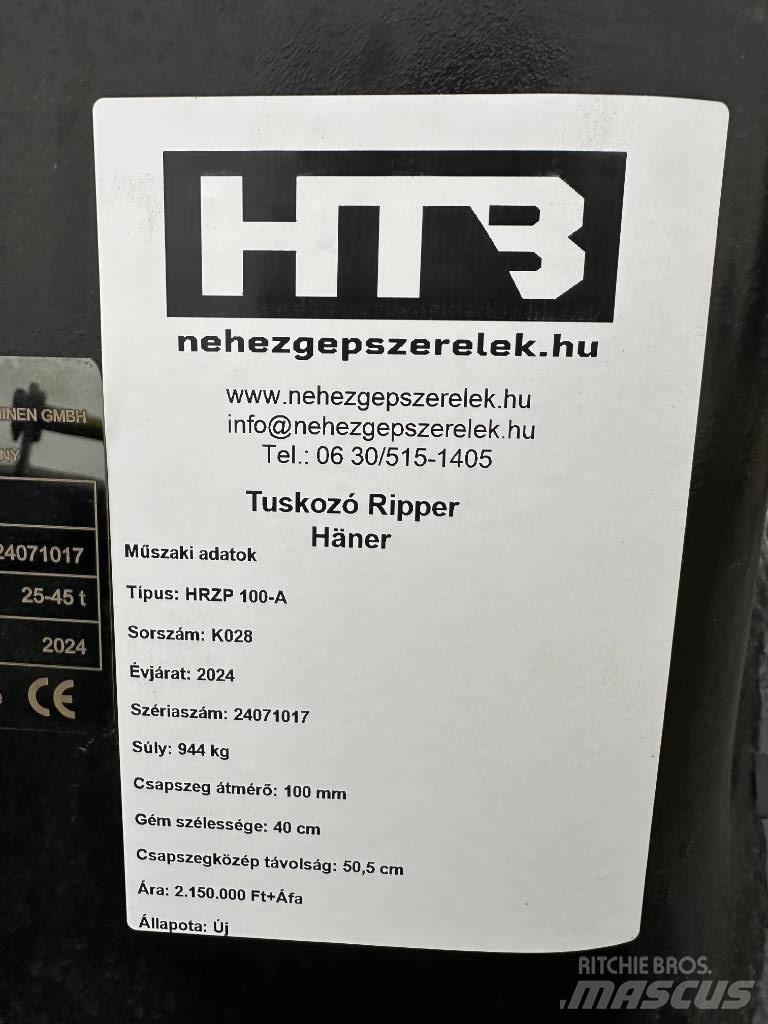 HTB
nehezgepszerelek.hu
www.nehezgepszerelek.hu
info@nehezgepszerelek.hu
Tel.: 06 30/515-1405
Tuskozó Ripper
Häner
Műszaki adatok
Típus: HRZP 100-A
Sorszám: K028
Évjárat: 2024
Szériaszám: 24071017
Súly: 944 kg
Csapszeg átmérő: 100 mm
Gém szélessége: 40 cm
Csapszegközép távolság: 50,5 cm
Ára: 2.150.000 Ft+Áfa
Állapota: Új
GMBH
24071017
25-45 t
2024
CE
RITCHIE BROS.
MASCUS